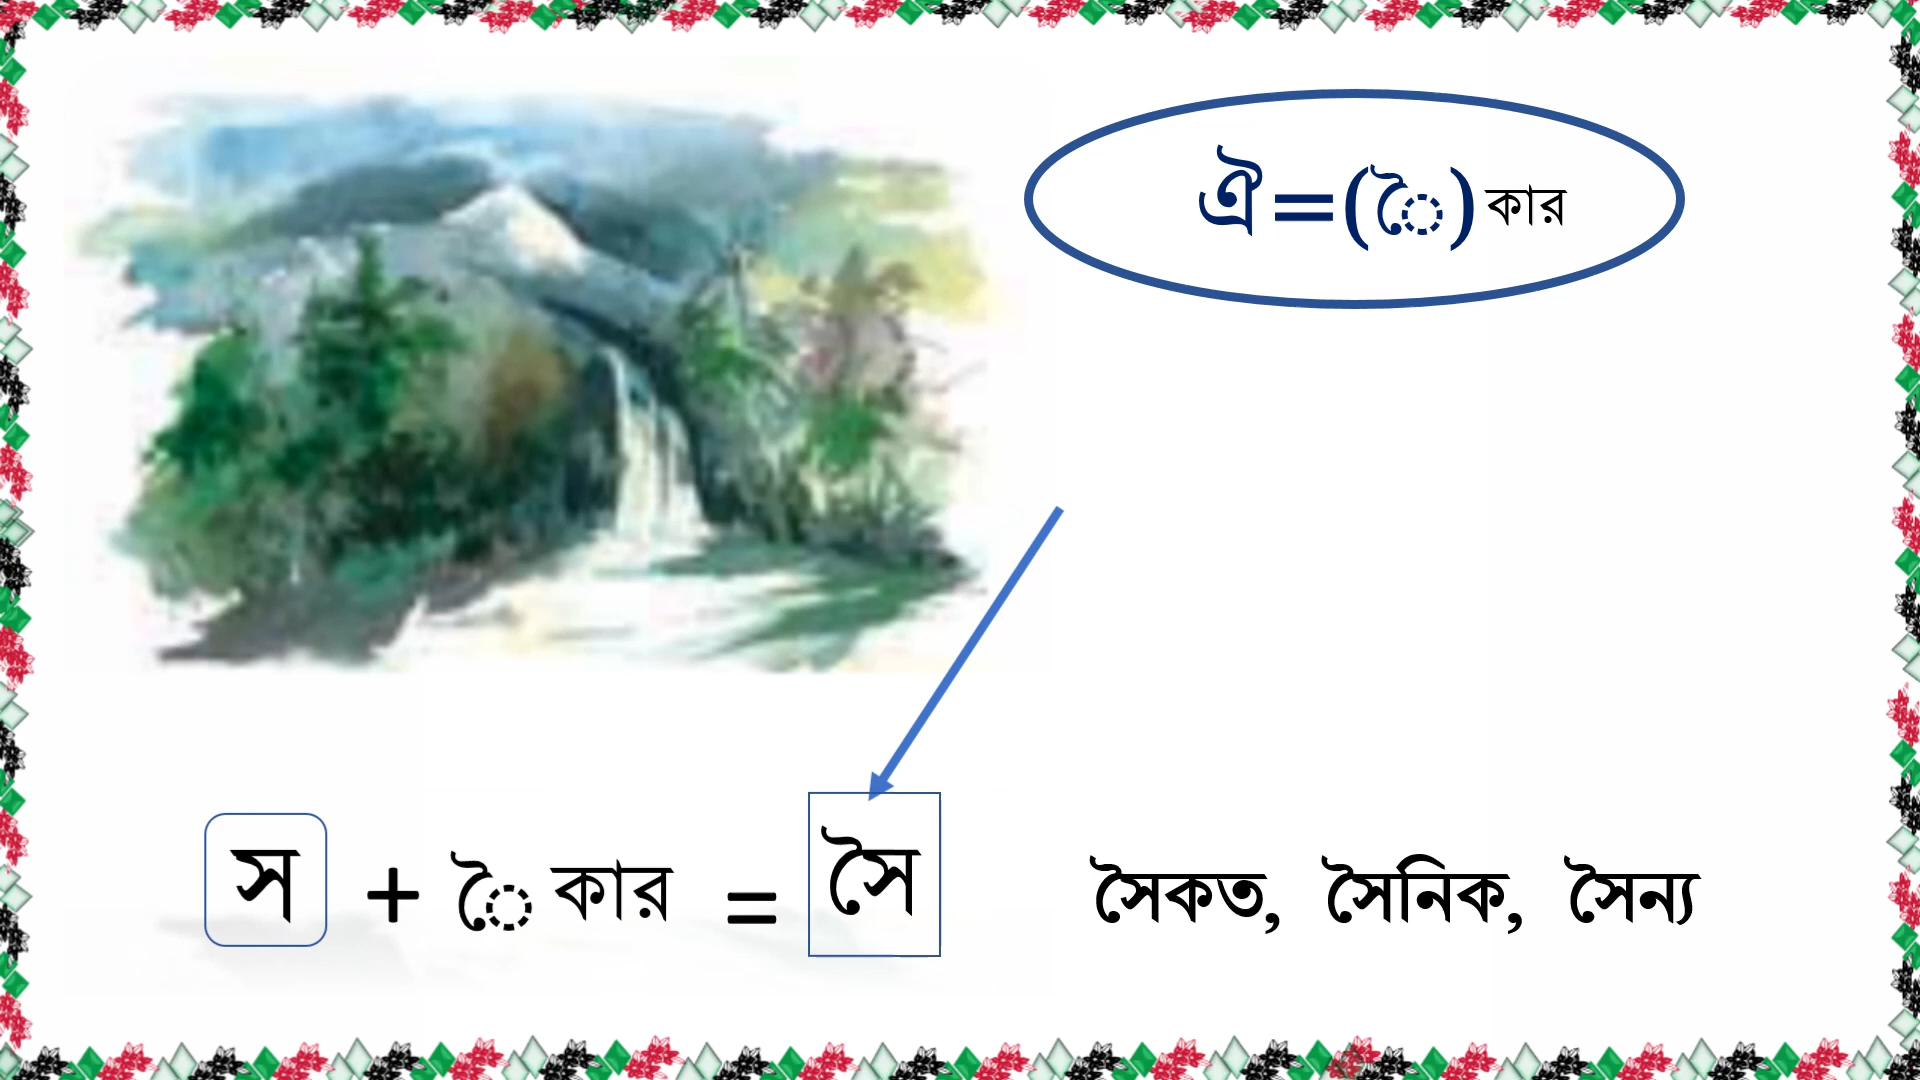 ঐ=(ৈ) কার
স + ৈ কার = সৈ সৈকত, সৈনিক, সৈন্য